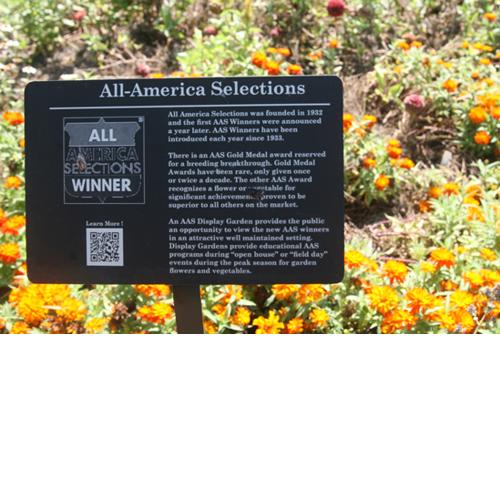 All-America Selections
ALL
AMERICA
SELECTIONS
WINNER
Learn More !
All America Selections was founded in 1932
and the first AAS Winners were announced
a year later. AAS Winners have been
introduced each year since 1933.
There is an AAS Gold Medal award reserved
for a breeding breakthrough. Gold Medal
Awards have been rare, only given once
or twice a decade. The other AAS Award
recognizes a flower or vegetable for
significant achievements proven to be
superior to all others on the market.
An AAS Display Garden provides the public
an opportunity to view the new AAS winners
in an attractive well maintained setting.
Display Gardens provide educational AAS
programs during "open house" or "field day"
events during the peak season for garden
flowers and vegetables.